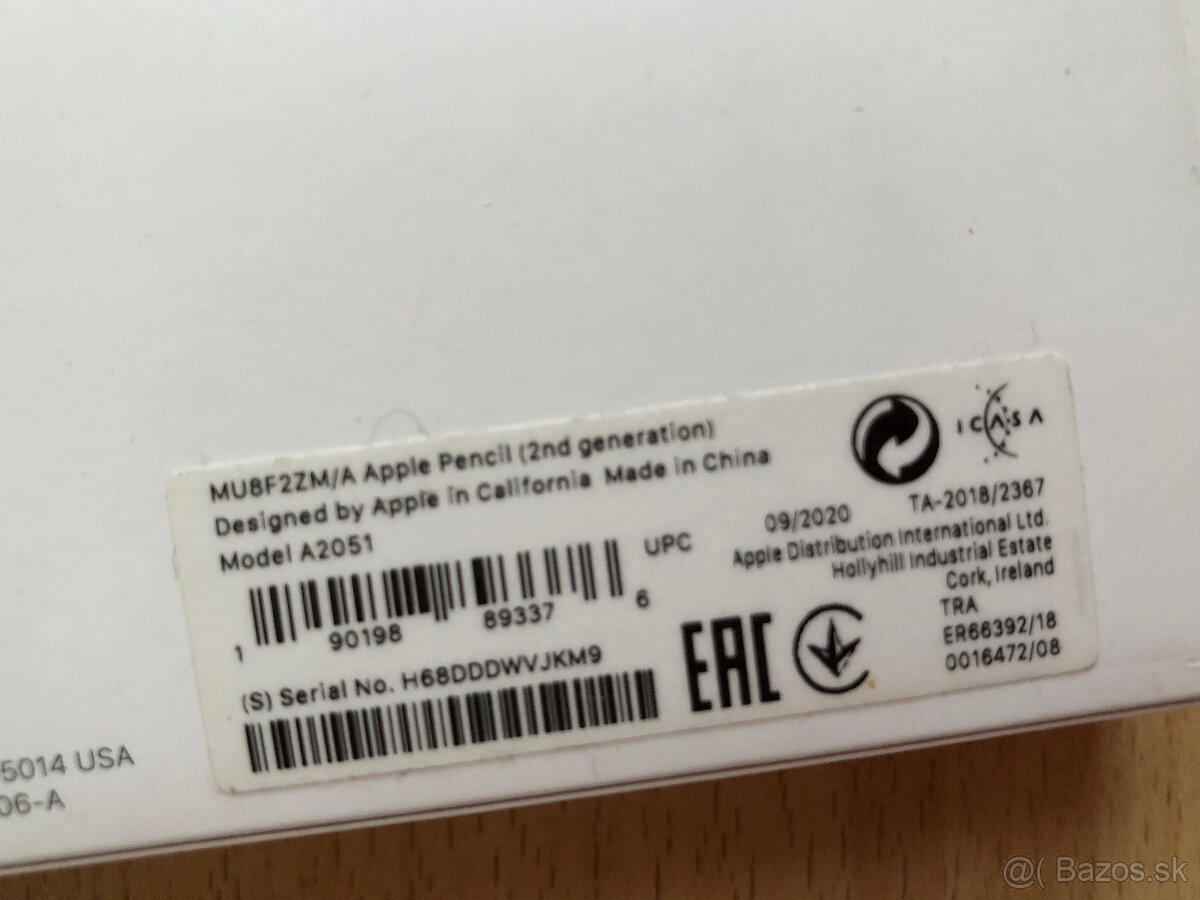 MU8F2ZM/A Apple Pencil (2nd generation)
Designed by Apple in California Made in China
Model A2051
UPC
1 90198 89337 6
(S) Serial No. H68DDDWVJKM9
EAC
ICASA
09/2020 TA-2018/2367
Apple Distribution International Ltd.
Hollyhill Industrial Estate
Cork, Ireland
TRA
ER66392/18
0016472/08
5014 USA
06-A
@( Bazos.sk